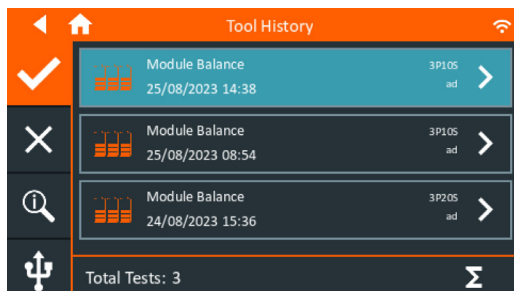 Tool History
Module Balance 3P10S
25/08/2023 14:38 ad
Module Balance 3P10S
25/08/2023 08:54 ad
Module Balance 3P20S
24/08/2023 15:36 ad
Total Tests: 3 Σ